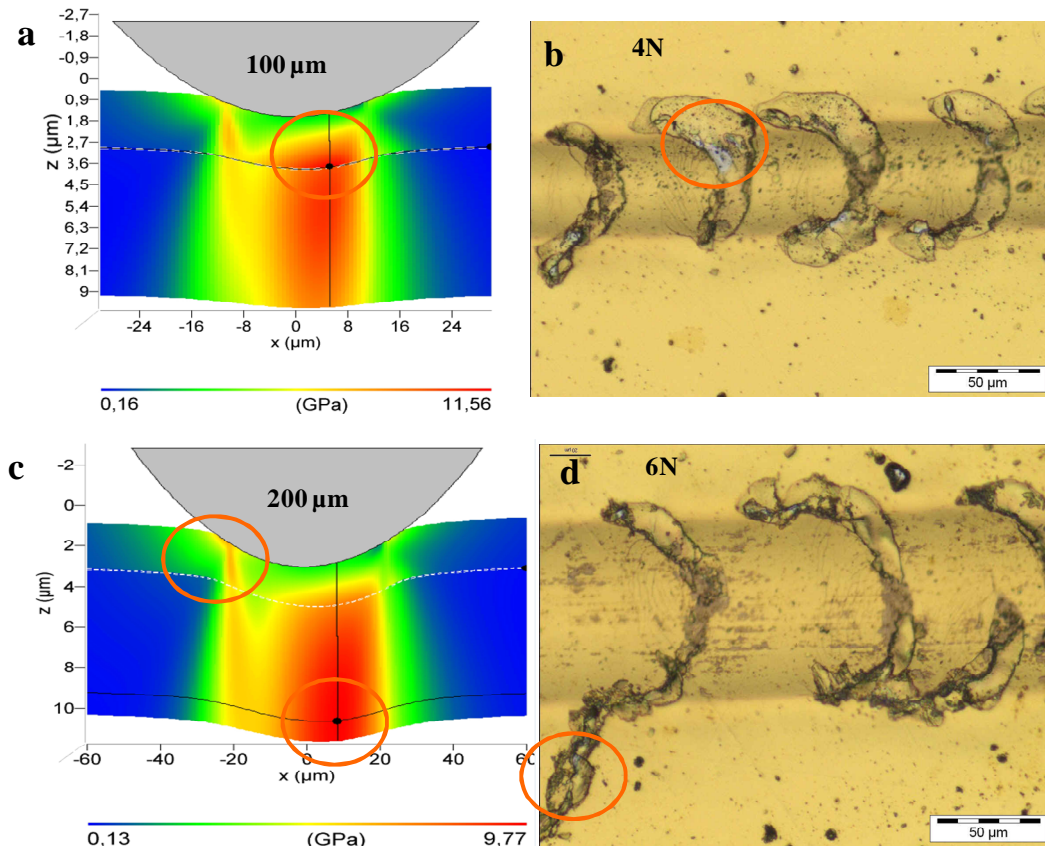 a
100 µm
z (µm)
-2,7
-1,8
-0,9
0
0,9
1,8
2,7
3,6
4,5
5,4
6,3
7,2
8,1
9
-24 -16 -8 0 8 16 24
x (µm)
0,16 (GPa) 11,56
b
4N
50 µm
c
200 µm
z (µm)
-2
0
2
4
6
8
10
-60 -40 -20 0 20 40 60
x (µm)
0,13 (GPa) 9,77
d
6N
50 µm